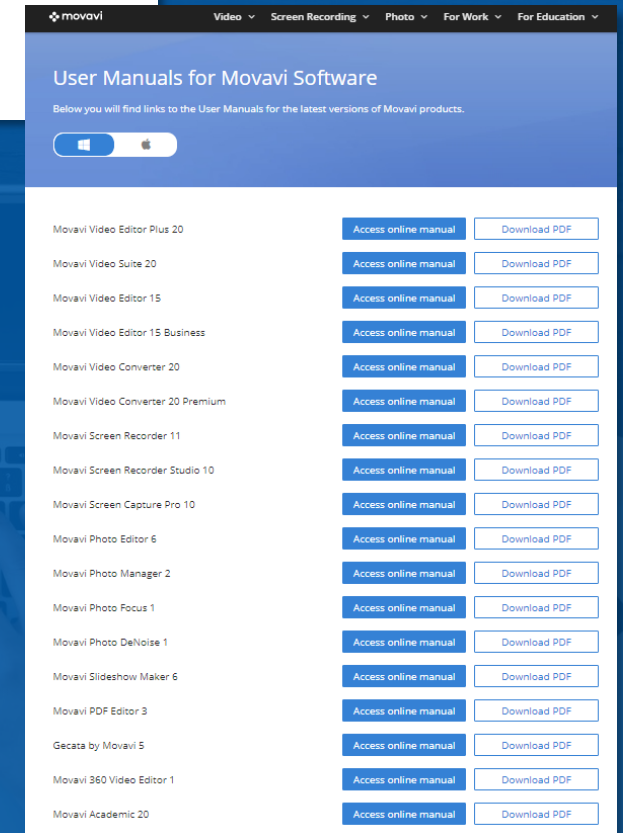 movavi Video Screen Recording Photo For Work For Education
User Manuals for Movavi Software
Below you will find links to the User Manuals for the latest versions of Movavi products.
Movavi Video Editor Plus 20 Access online manual Download PDF
Movavi Video Suite 20 Access online manual Download PDF
Movavi Video Editor 15 Access online manual Download PDF
Movavi Video Editor 15 Business Access online manual Download PDF
Movavi Video Converter 20 Access online manual Download PDF
Movavi Video Converter 20 Premium Access online manual Download PDF
Movavi Screen Recorder 11 Access online manual Download PDF
Movavi Screen Recorder Studio 10 Access online manual Download PDF
Movavi Screen Capture Pro 10 Access online manual Download PDF
Movavi Photo Editor 6 Access online manual Download PDF
Movavi Photo Manager 2 Access online manual Download PDF
Movavi Photo Focus 1 Access online manual Download PDF
Movavi Photo DeNoise 1 Access online manual Download PDF
Movavi Slideshow Maker 6 Access online manual Download PDF
Movavi PDF Editor 3 Access online manual Download PDF
Gecata by Movavi 5 Access online manual Download PDF
Movavi 360 Video Editor 1 Access online manual Download PDF
Movavi Academic 20 Access online manual Download PDF